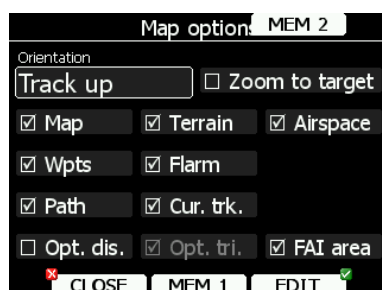 Map options MEM 2
Orientation
Track up Zoom to target
Map Terrain Airspace
Wpts Flarm
Path Cur. trk.
Opt. dis. Opt. tri. FAI area
CLOSE MEM 1 EDIT